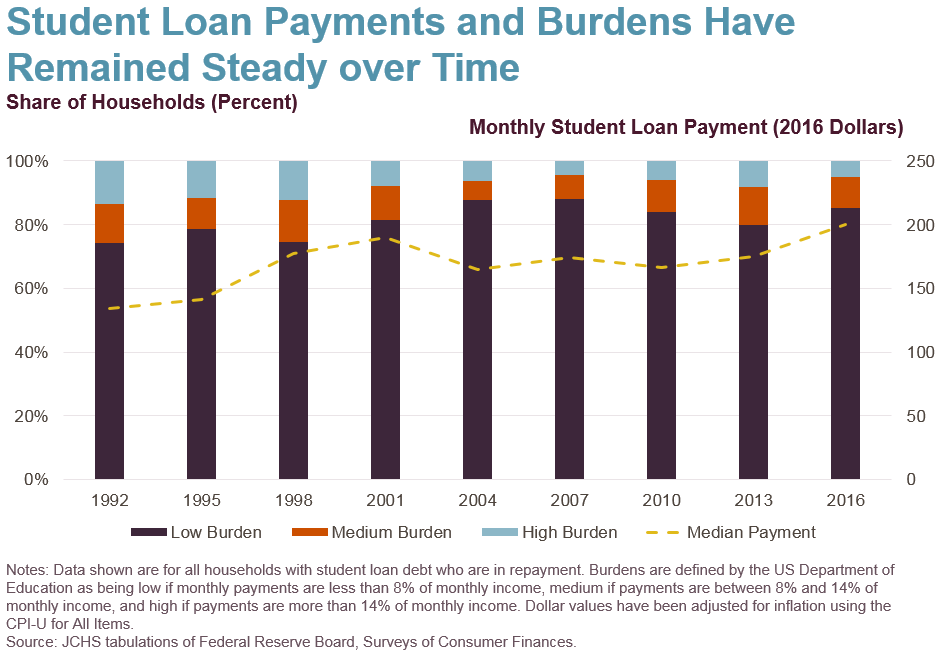 Student Loan Payments and Burdens Have
Remained Steady over Time
Share of Households (Percent)
Monthly Student Loan Payment (2016 Dollars)
100% 250
80% 200
60% 150
40% 100
20% 50
0% 0
1992 1995 1998 2001 2004 2007 2010 2013 2016
Low Burden Medium Burden High Burden Median Payment
Notes: Data shown are for all households with student loan debt who are in repayment. Burdens are defined by the US Department of
Education as being low if monthly payments are less than 8% of monthly income, medium if payments are between 8% and 14% of
monthly income, and high if payments are more than 14% of monthly income. Dollar values have been adjusted for inflation using the
CPI-U for All Items.
Source: JCHS tabulations of Federal Reserve Board, Surveys of Consumer Finances.